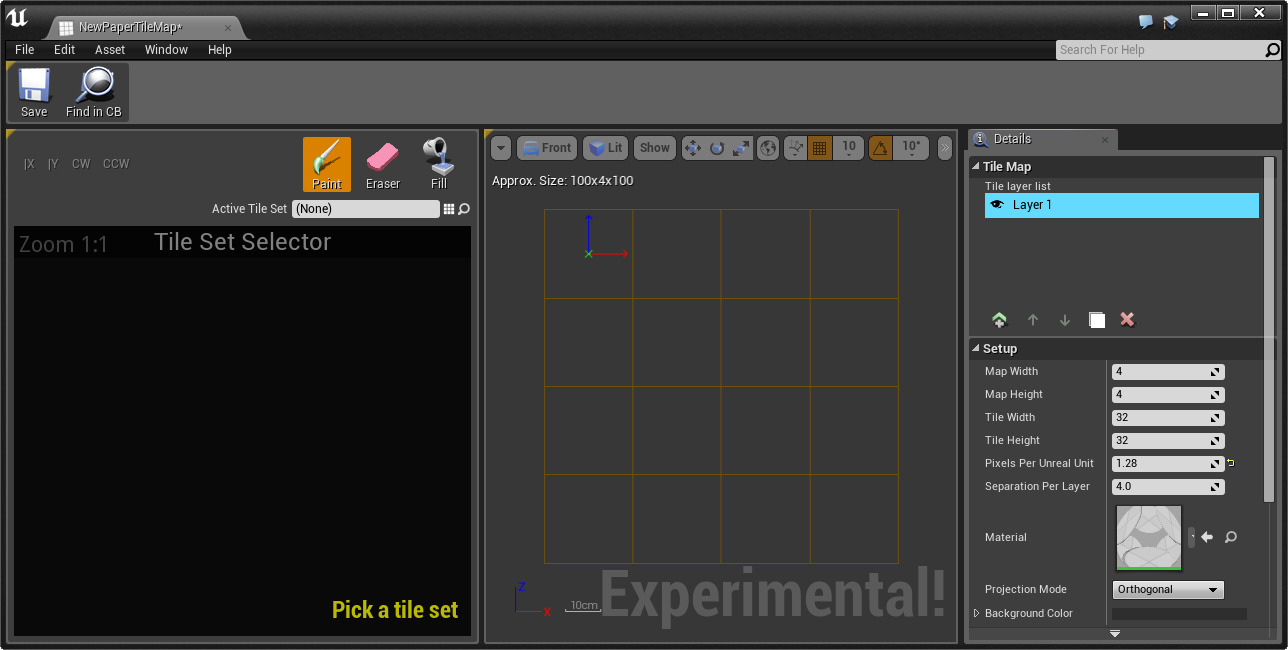 NewPaperTileMap*
File Edit Asset Window Help
Search For Help
Save Find in CB
|X |Y CW CCW
Paint Eraser Fill
Active Tile Set (None)
Zoom 1:1 Tile Set Selector
Pick a tile set
Front Lit Show 10 10°
Approx. Size: 100x4x100
Z
X
10cm
Experimental!
Details
Tile Map
Tile layer list
Layer 1
Setup
Map Width 4
Map Height 4
Tile Width 32
Tile Height 32
Pixels Per Unreal Unit 1.28
Separation Per Layer 4.0
Material
Projection Mode Orthogonal
Background Color